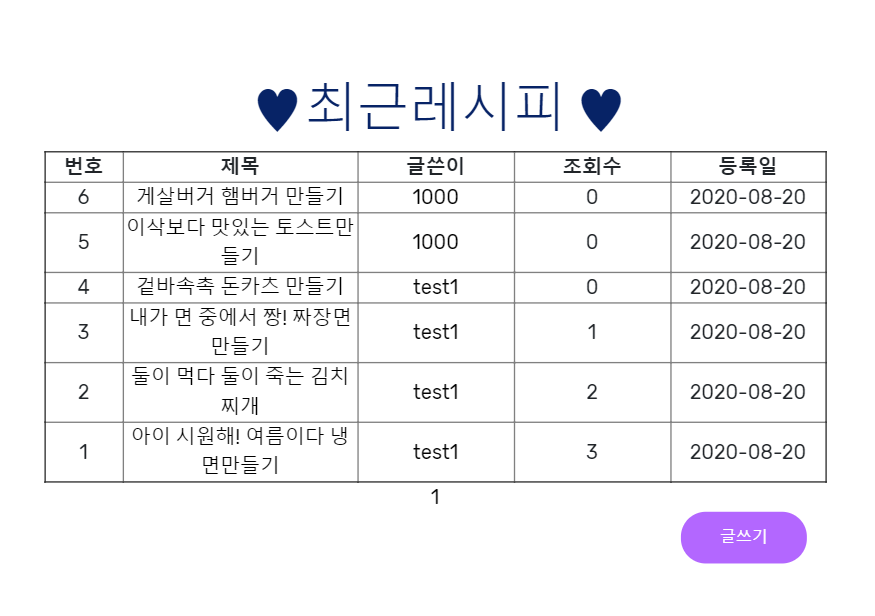 ♥최근레시피 ♥
번호 제목 글쓴이 조회수 등록일
6 게살버거 햄버거 만들기 1000 0 2020-08-20
이삭보다 맛있는 토스트만
5 1000 0 2020-08-20
들기
4 겉바속촉 돈카츠 만들기 test1 0 2020-08-20
내가 면 중에서 짱! 짜장면
3 test1 1 2020-08-20
만들기
둘이 먹다 둘이 죽는 김치
2 test1 2 2020-08-20
찌개
아이 시원해! 여름이다 냉
1 test1 3 2020-08-20
면만들기
1
글쓰기